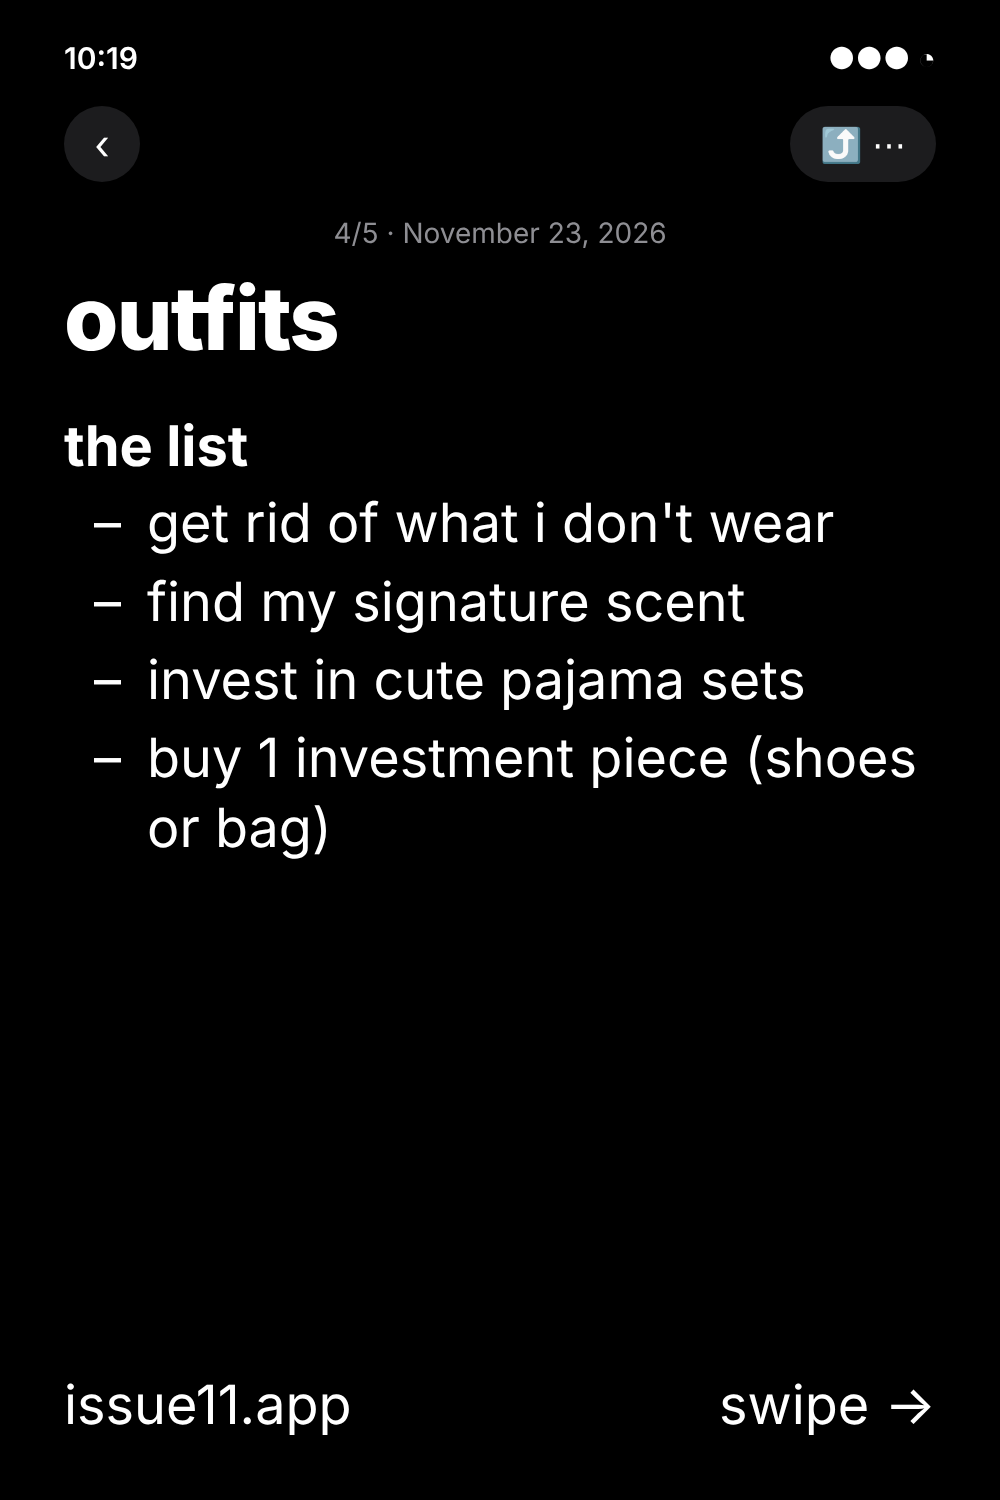 10:19
‹
⤴️ ···
4/5 · November 23, 2026
outfits
the list
– get rid of what i don't wear
– find my signature scent
– invest in cute pajama sets
– buy 1 investment piece (shoes
or bag)
issue11.app
swipe →